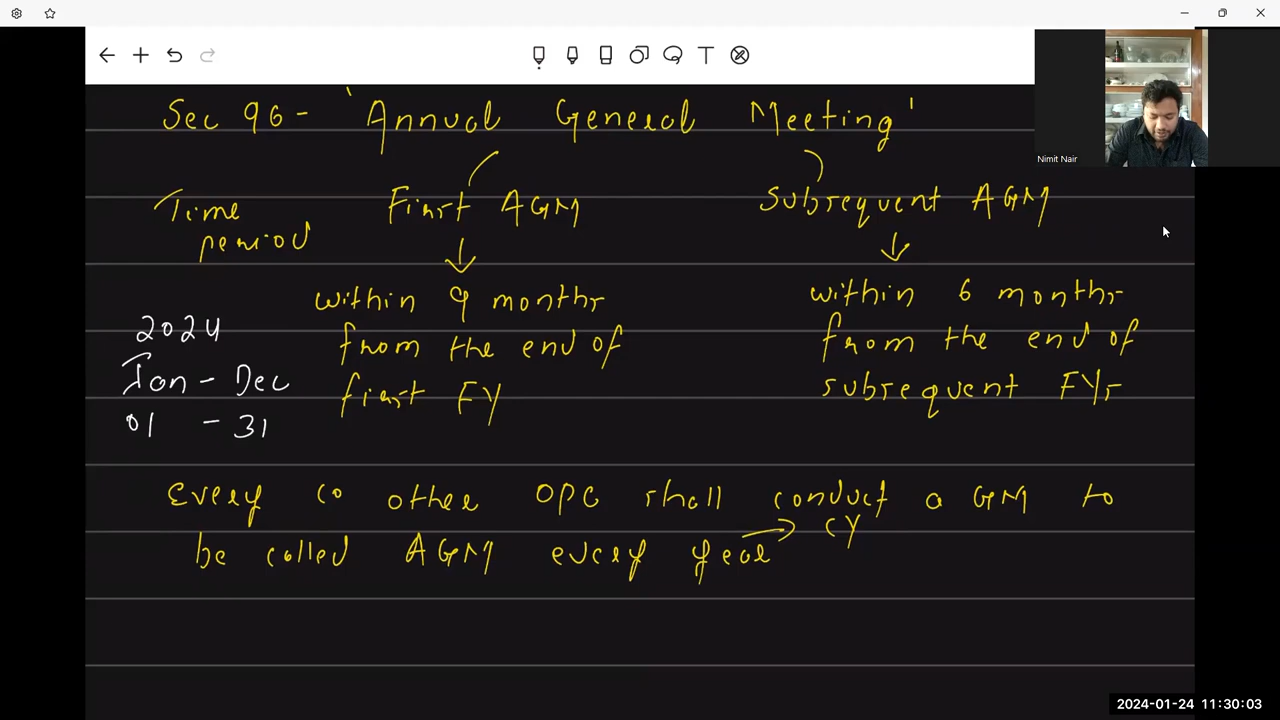 Nimit Nair
Sec 96 - 'Annual General Meeting'
Time period
First AGM
Subsequent AGM
within 9 months
from the end of
first FY
within 6 months
from the end of
subsequent FYs
2024
Jan - Dec
01 - 31
Every co other OPC shall conduct a GM to
be called AGM every year → CY
2024-01-24 11:30:03